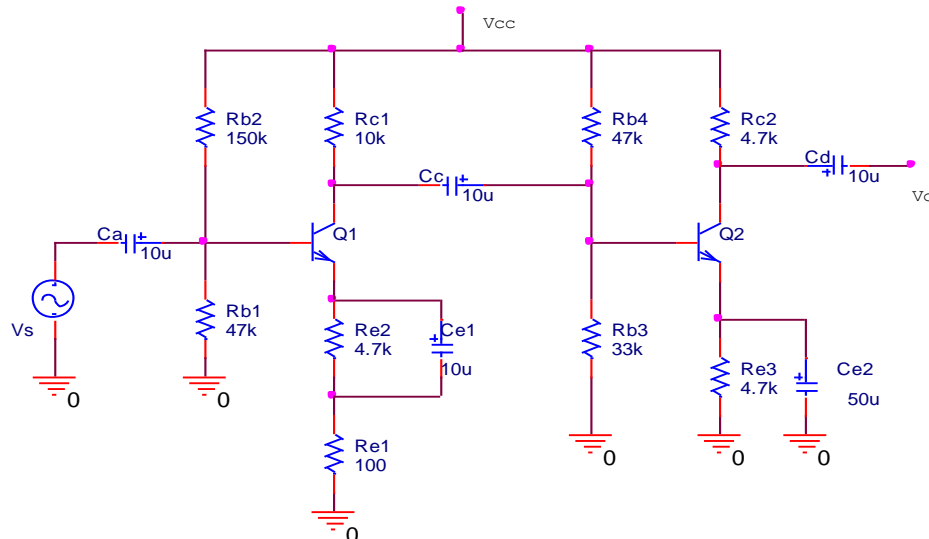 Vcc
Rb2
150k
Rc1
10k
Rb4
47k
Rc2
4.7k
Cc
10u
Cd
10u
Ca
10u
Q1
Q2
Vs
Rb1
47k
Re2
4.7k
Ce1
10u
Rb3
33k
Re3
4.7k
Ce2
50u
Re1
100
0
0
0
0
0
0